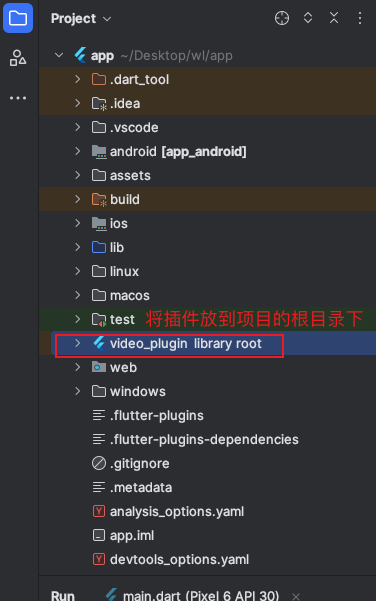 Project
app ~/Desktop/wl/app
.dart_tool
.idea
.vscode
android [app_android]
assets
build
ios
lib
linux
macos
test 将插件放到项目的根目录下
video_plugin library root
web
windows
.flutter-plugins
.flutter-plugins-dependencies
.gitignore
.metadata
analysis_options.yaml
app.iml
devtools_options.yaml
Run main.dart (Pixel 6 API 30)